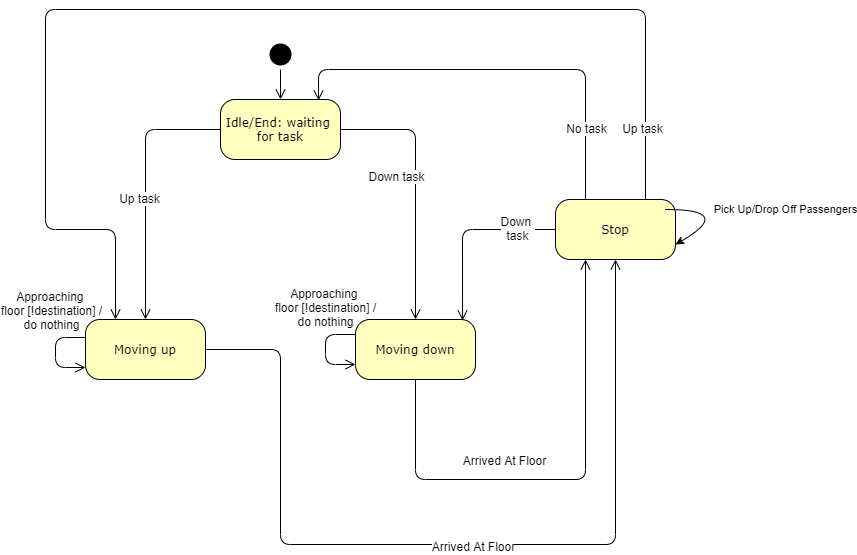 Idle/End: waiting
for task
No task
Up task
Down task
Up task
Pick Up/Drop Off Passengers
Down
task
Stop
Approaching
floor [!destination] /
do nothing
Approaching
floor [!destination] /
do nothing
Moving up
Moving down
Arrived At Floor
Arrived At Floor